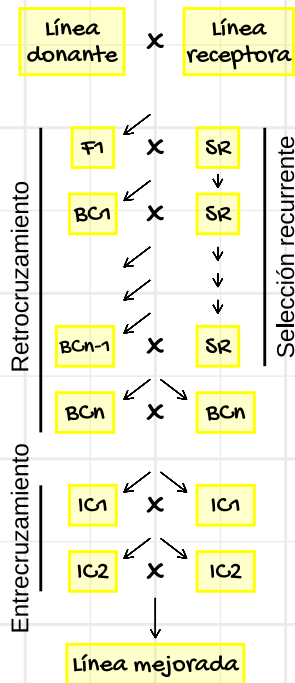 Línea
donante
x
Línea
receptora
F1
x
SR
BC1
x
SR
BCn-1
x
SR
BCn
x
BCn
Retrocruzamiento
Selección recurrente
IC1
x
IC1
IC2
x
IC2
Entrecruzamiento
Línea mejorada